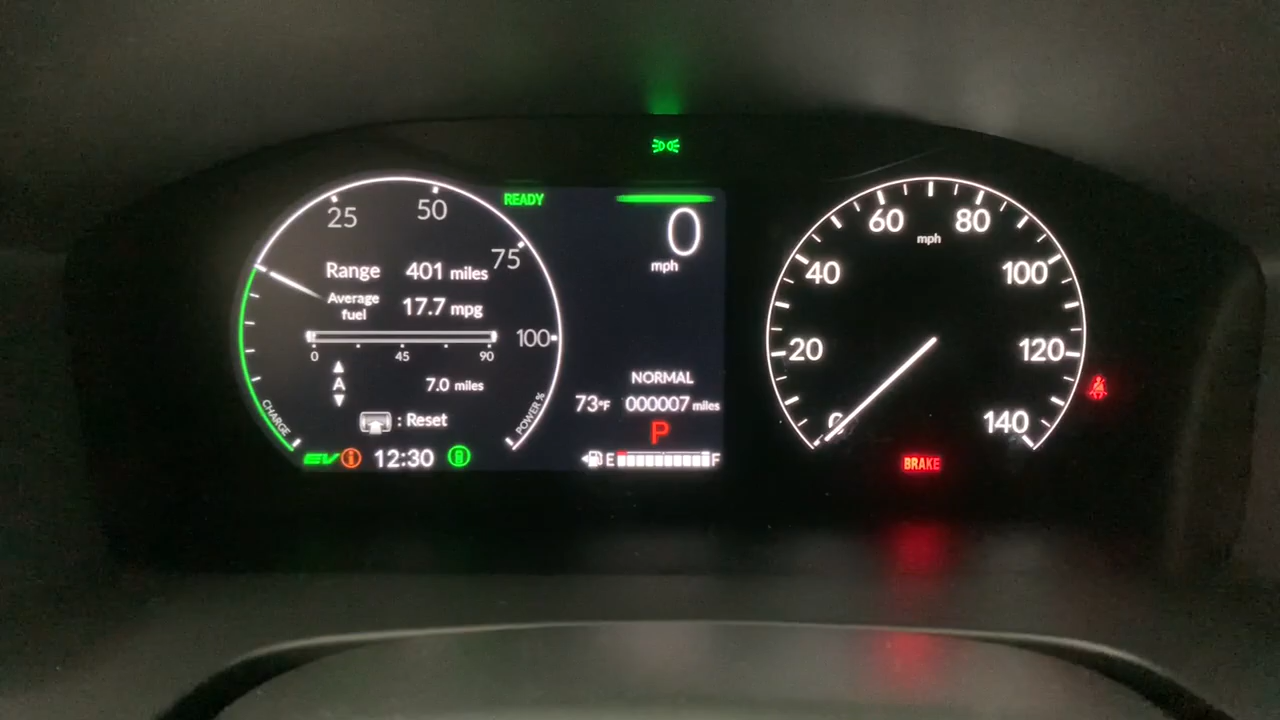 READY
25
50
75
100
Range 401 miles
Average
fuel 17.7 mpg
0 45 90
A 7.0 miles
: Reset
CHARGE
POWER %
EV 12:30
0
mph
NORMAL
73°F 000007 miles
P
E F
mph
0
20
40
60
80
100
120
140
BRAKE